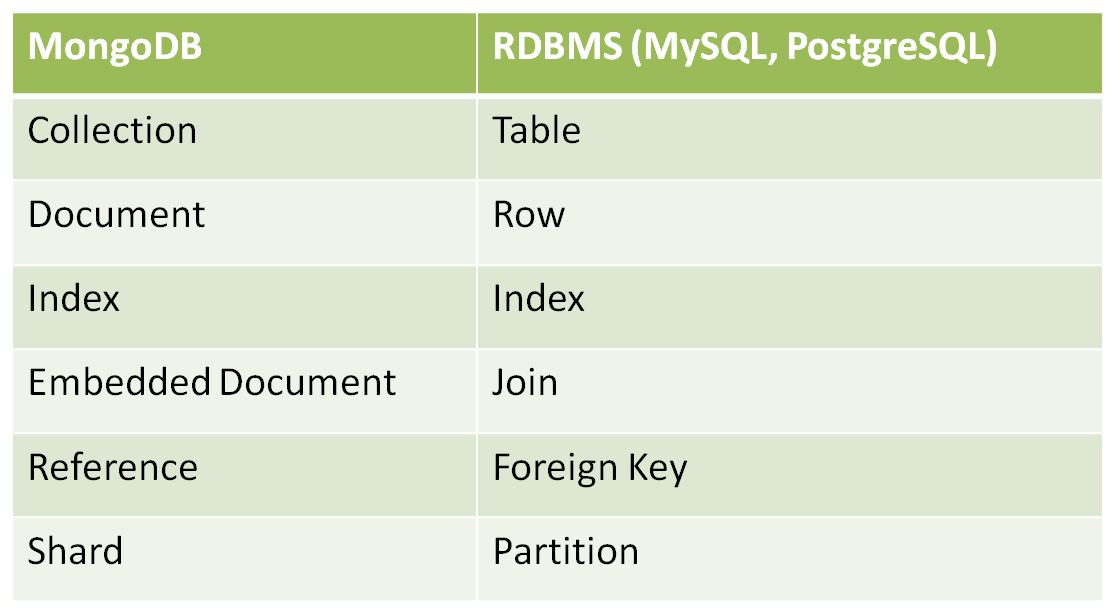 MongoDB RDBMS (MySQL, PostgreSQL)
Collection Table
Document Row
Index Index
Embedded Document Join
Reference Foreign Key
Shard Partition